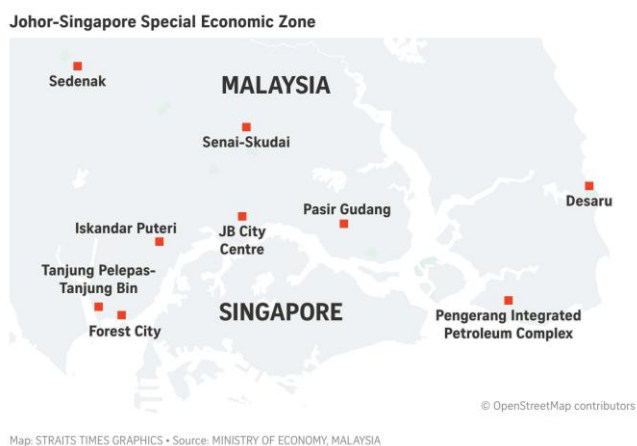 Johor-Singapore Special Economic Zone
Sedenak
MALAYSIA
Senai-Skudai
Desaru
Pasir Gudang
Iskandar Puteri
JB City
Centre
Tanjung Pelepas-
Tanjung Bin
Forest City
SINGAPORE
Pengerang Integrated
Petroleum Complex
© OpenStreetMap contributors
Map: STRAITS TIMES GRAPHICS • Source: MINISTRY OF ECONOMY, MALAYSIA